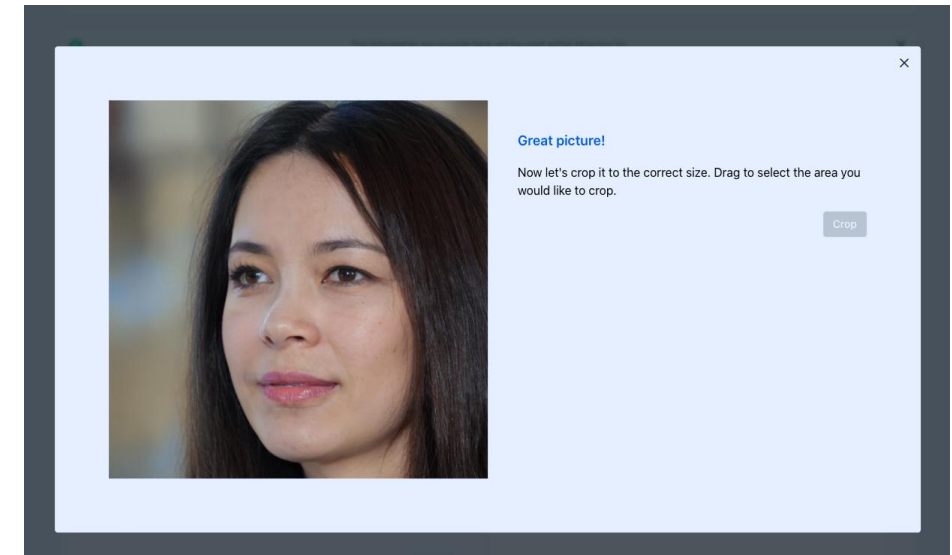 Great picture!
Now let's crop it to the correct size. Drag to select the area you
would like to crop.
Crop